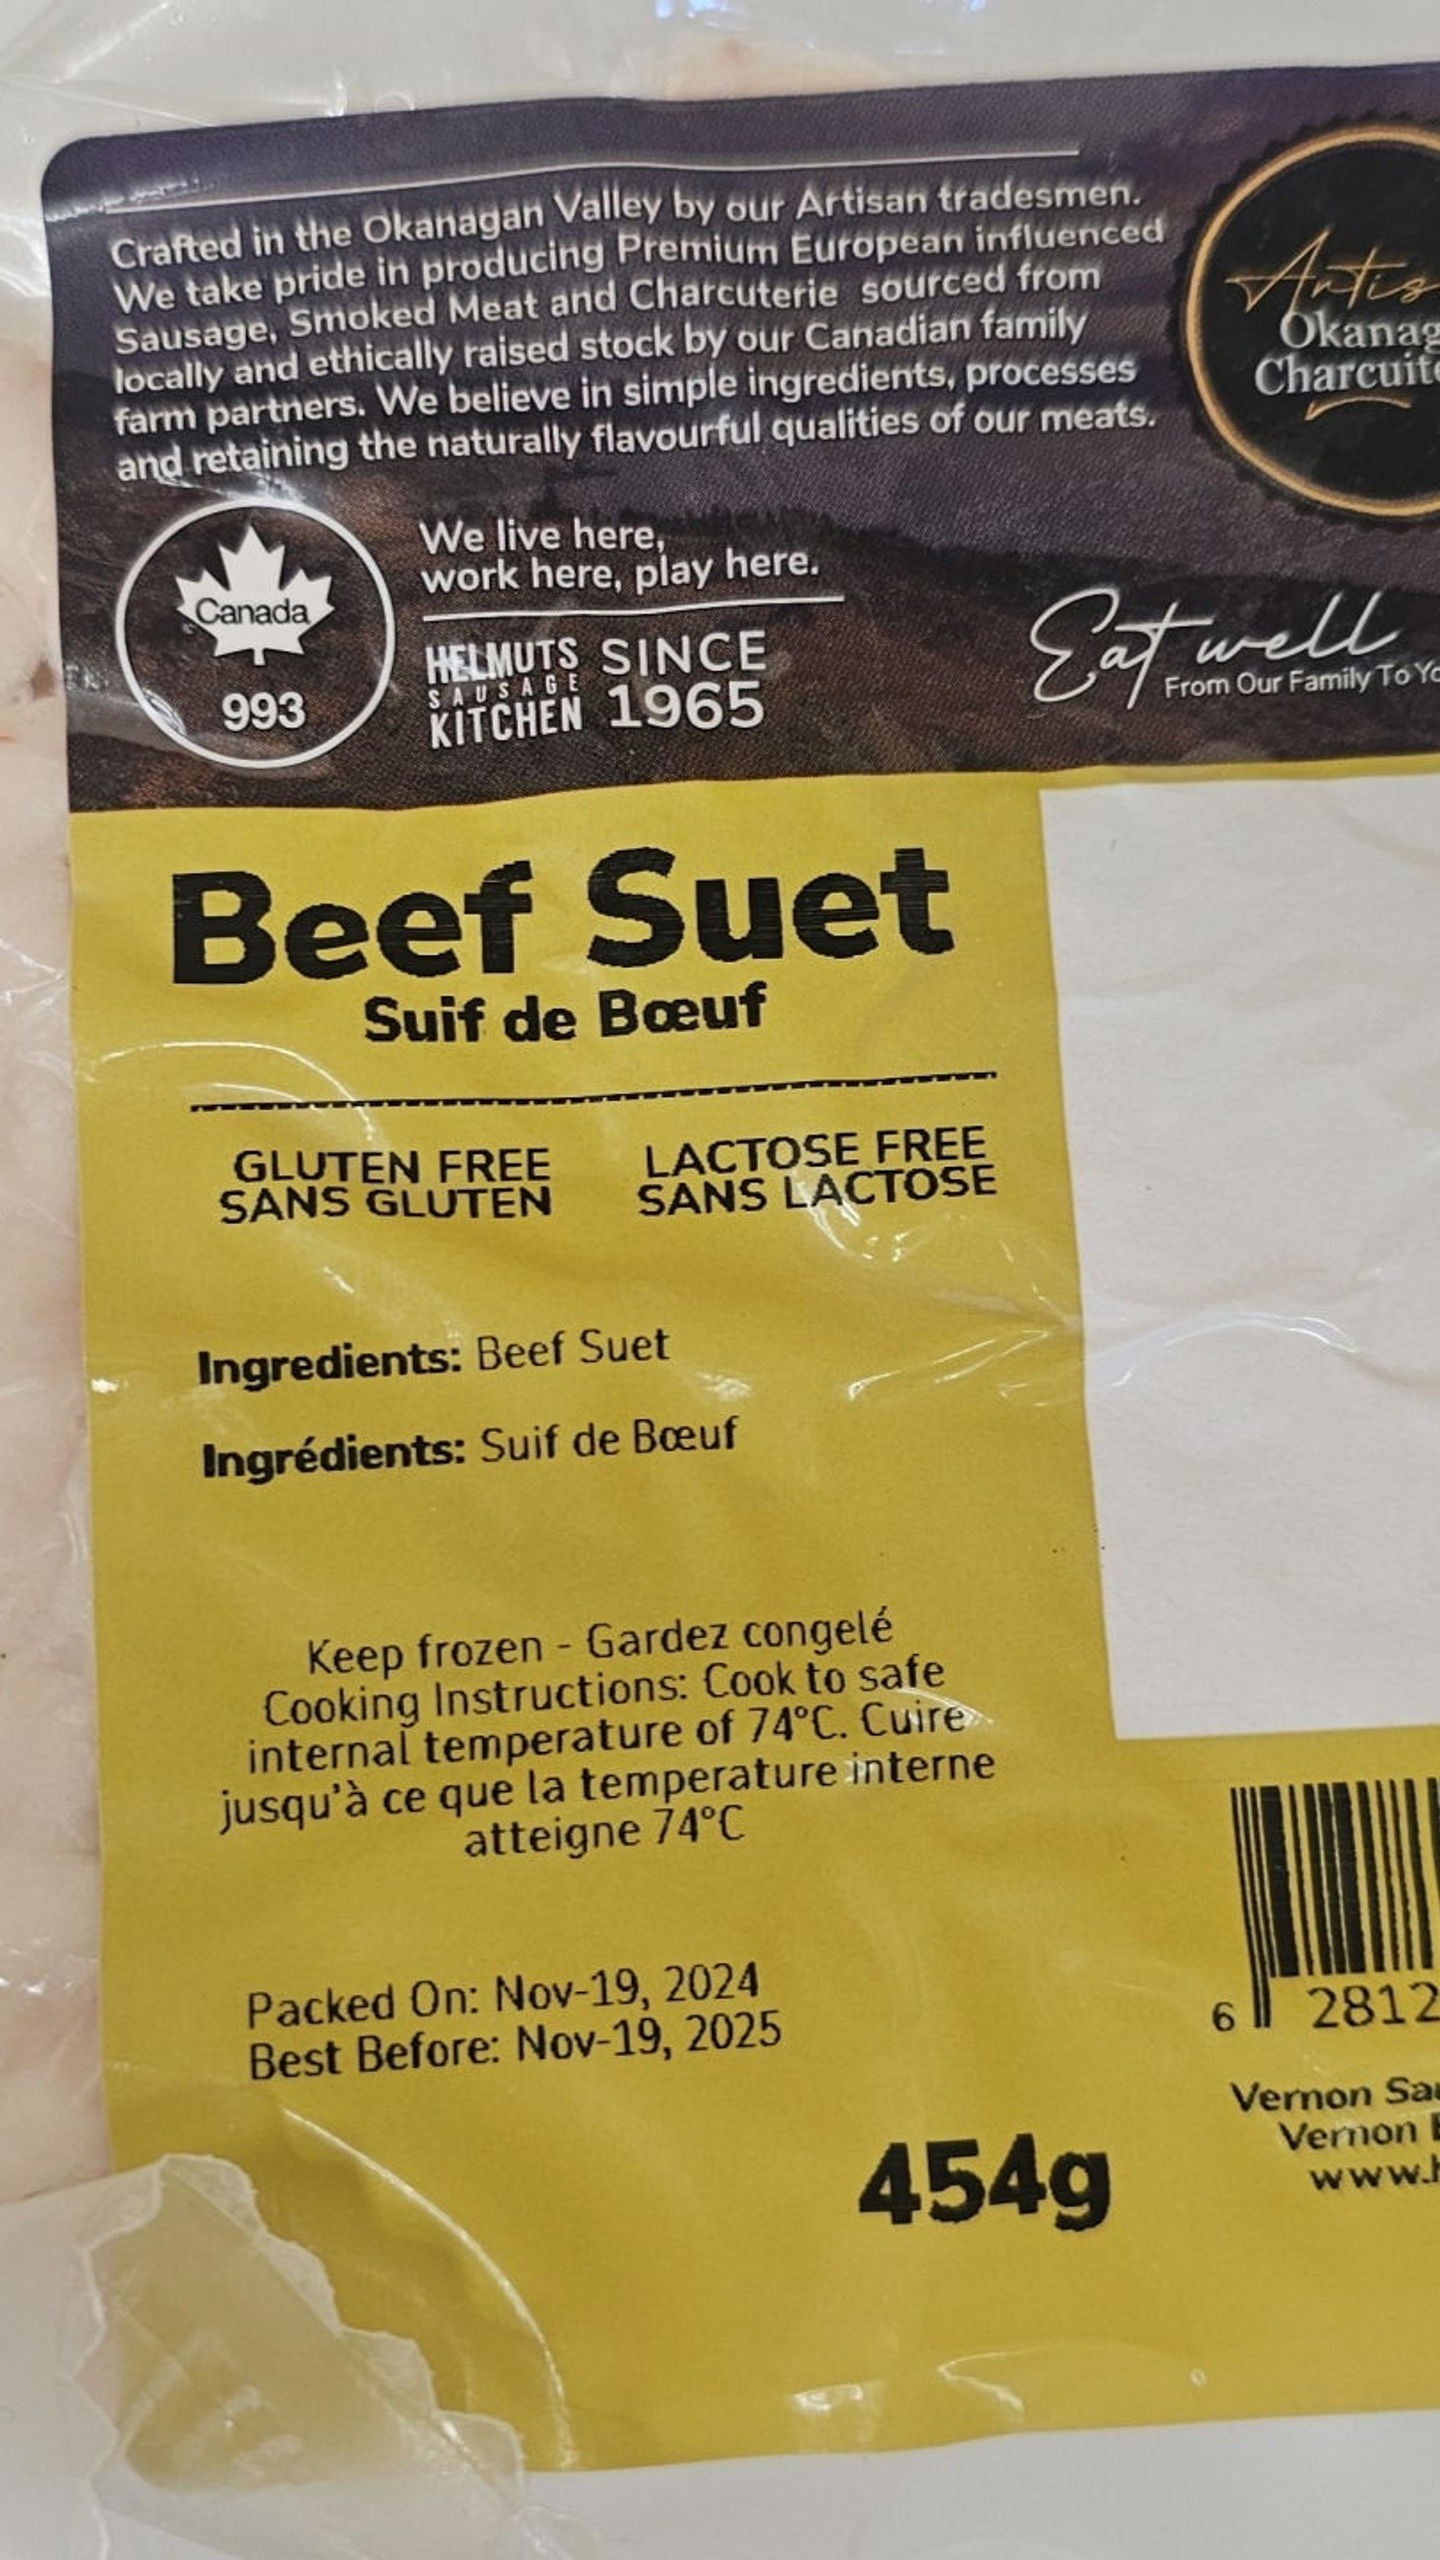 Crafted in the Okanagan Valley by our Artisan tradesmen.
We take pride in producing Premium European influenced
Sausage, Smoked Meat and Charcuterie sourced from
locally and ethically raised stock by our Canadian family
farm partners. We believe in simple ingredients, processes
and retaining the naturally flavourful qualities of our meats.
Canada
993
We live here,
work here, play here.
HELMUTS
SAUSAGE
KITCHEN
SINCE
1965
Eat well
From Our Family To
Beef Suet
Suif de Bœuf
GLUTEN FREE
SANS GLUTEN
LACTOSE FREE
SANS LACTOSE
Ingredients: Beef Suet
Ingrédients: Suif de Bœuf
Keep frozen - Gardez congelé
Cooking Instructions: Cook to safe
internal temperature of 74°C. Cuire
jusqu'à ce que la temperature interne
atteigne 74°C
Packed On: Nov-19, 2024
Best Before: Nov-19, 2025
454g
6 2812
Vernon
Vernon